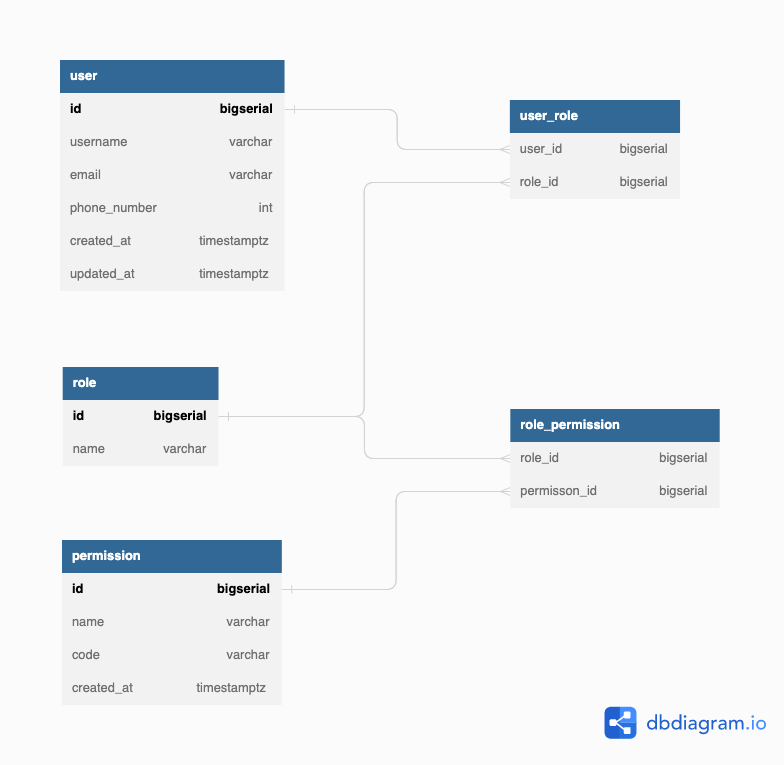 user
id bigserial
username varchar
email varchar
phone_number int
created_at timestamptz
updated_at timestamptz
user_role
user_id bigserial
role_id bigserial
role
id bigserial
name varchar
role_permission
role_id bigserial
permisson_id bigserial
permission
id bigserial
name varchar
code varchar
created_at timestamptz
dbdiagram.io